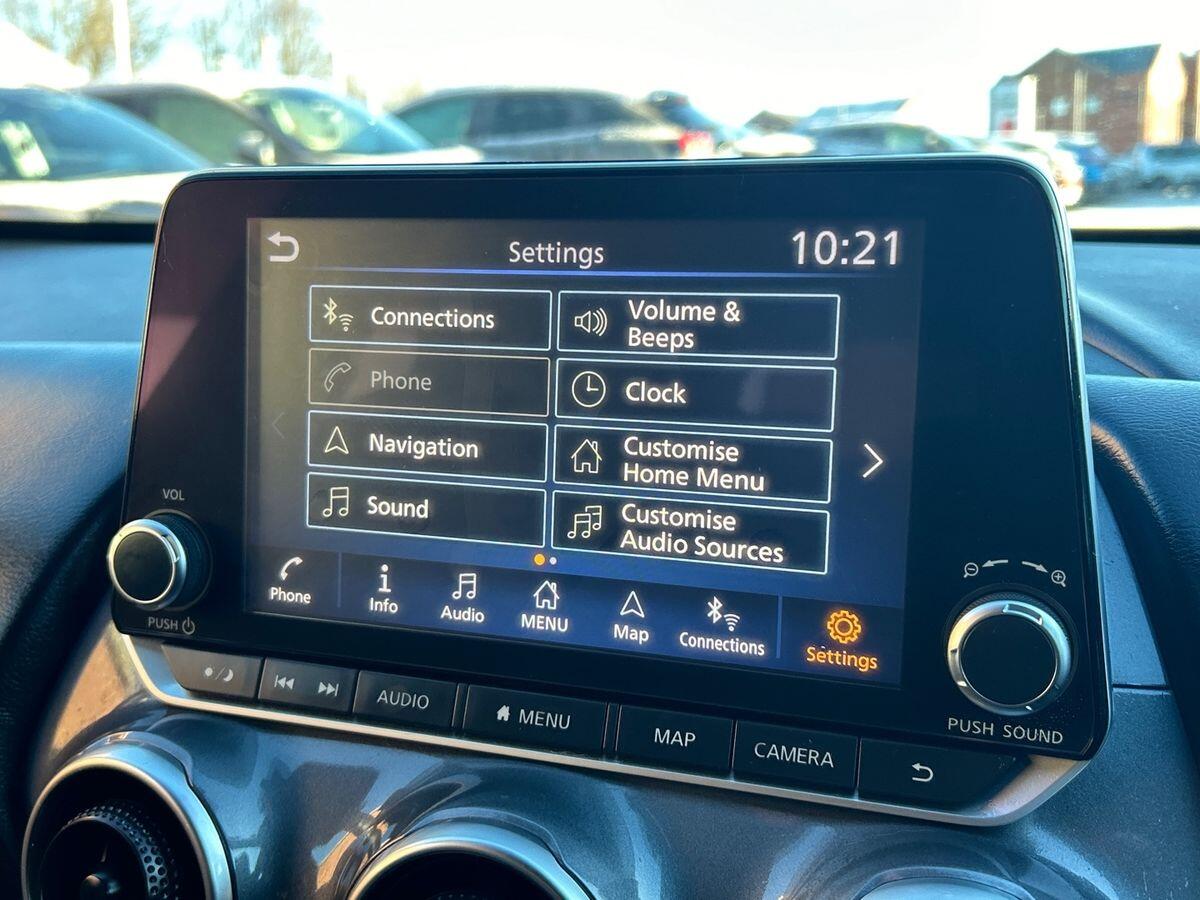 Settings
10:21
Connections
Volume &
Beeps
Phone
Clock
Navigation
Customise
Home Menu
Sound
Customise
Audio Sources
Phone
Info
Audio
MENU
Map
Connections
Settings
VOL
PUSH
AUDIO
MENU
MAP
CAMERA
PUSH SOUND